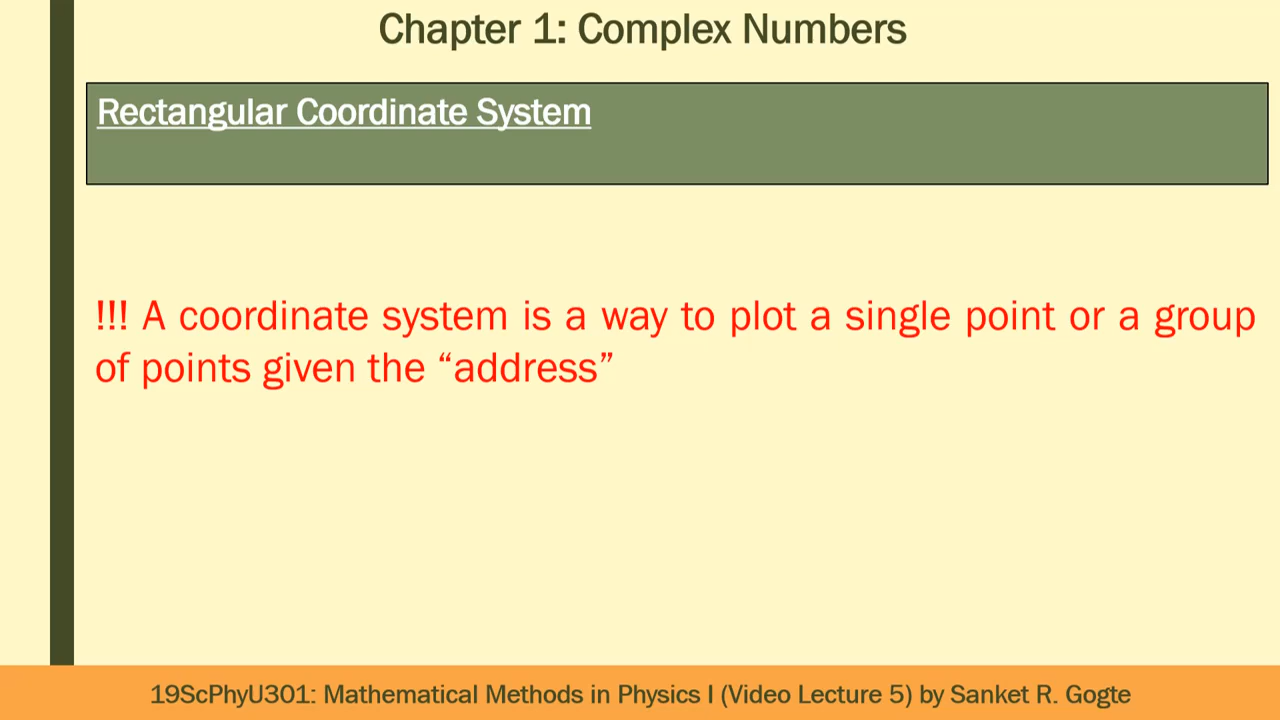 Chapter 1: Complex Numbers
Rectangular Coordinate System
!!! A coordinate system is a way to plot a single point or a group
of points given the “address”
19ScPhyU301: Mathematical Methods in Physics I (Video Lecture 5) by Sanket R. Gogte